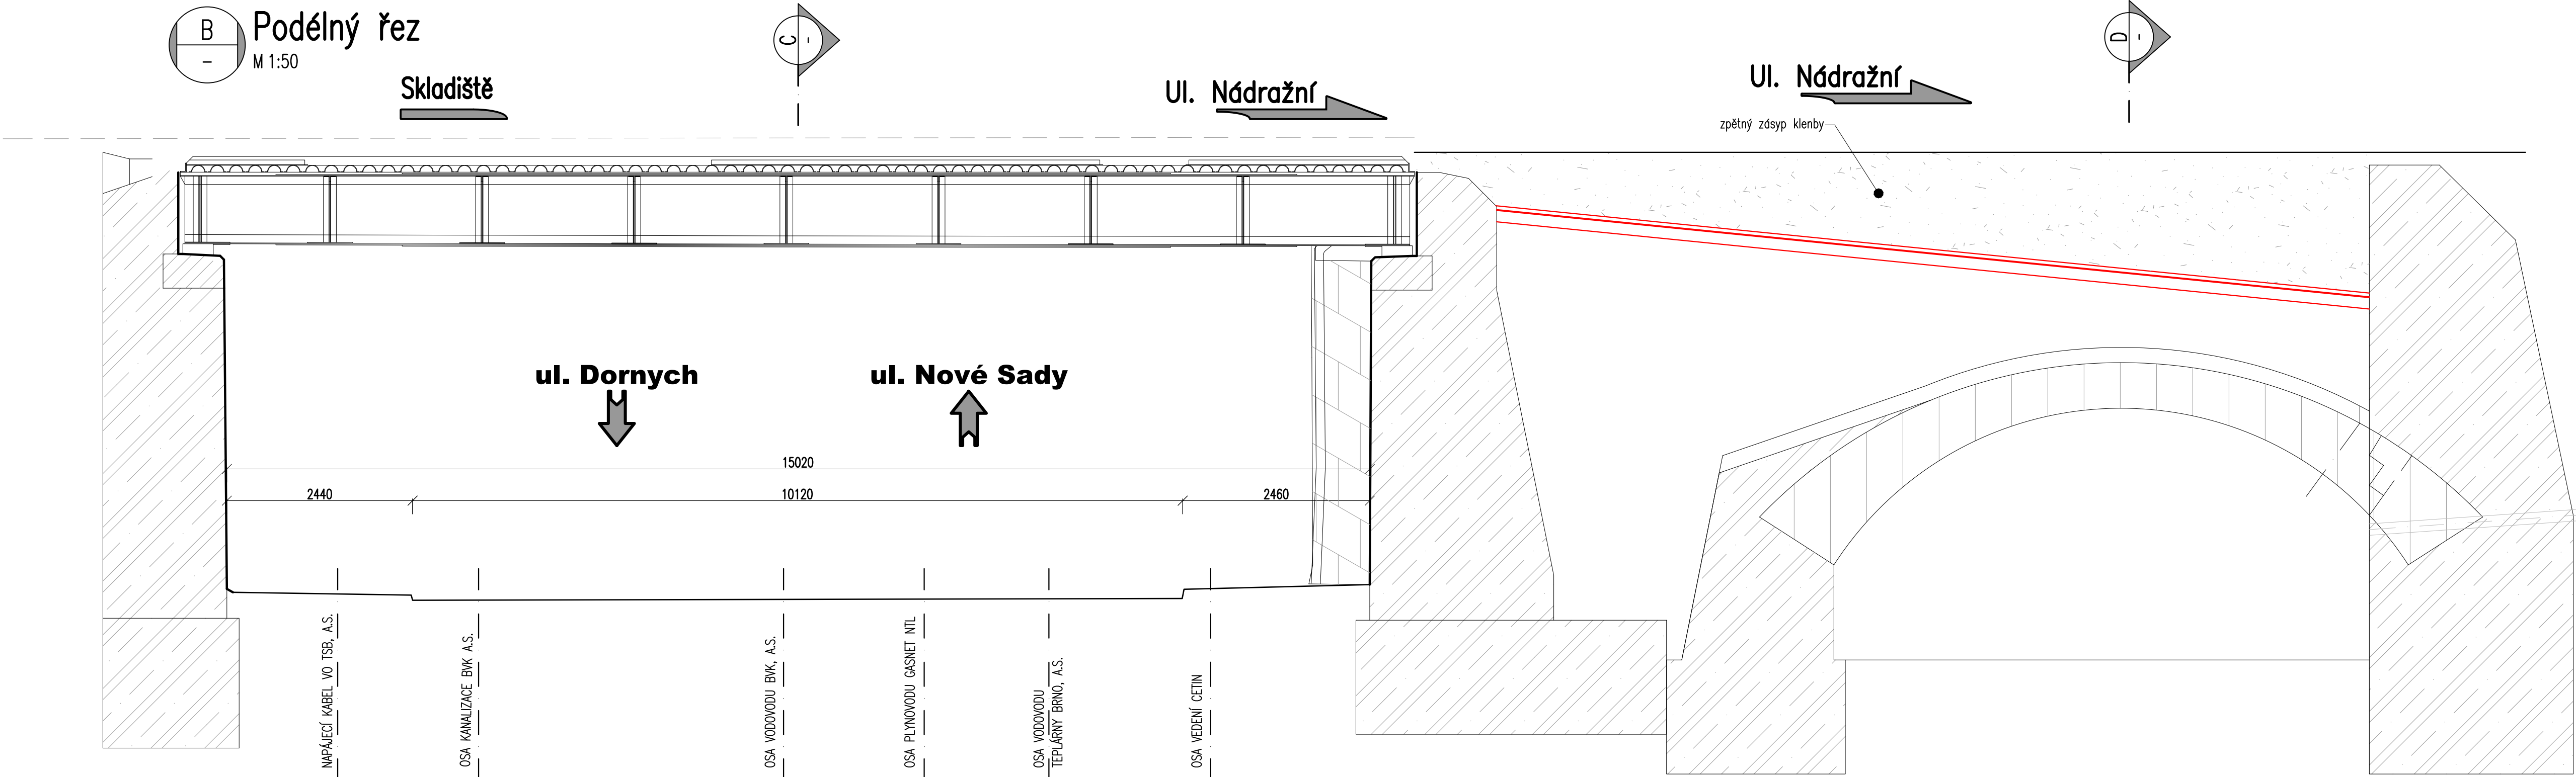 B
-
Podélný řez
M 1:50
C
-
D
-
Skladiště
Ul. Nádražní
Ul. Nádražní
zpětný zásyp klenby
ul. Dornych
ul. Nové Sady
15020
2440
10120
2460
NAPÁJECÍ KABEL VO TSB, A.S.
OSA KANALIZACE BVK A.S.
OSA VODOVODU BVK, A.S.
OSA PLYNOVODU GASNET NTL
OSA VODOVODU
TEPLÁRNY BRNO, A.S.
OSA VEDENÍ CETIN